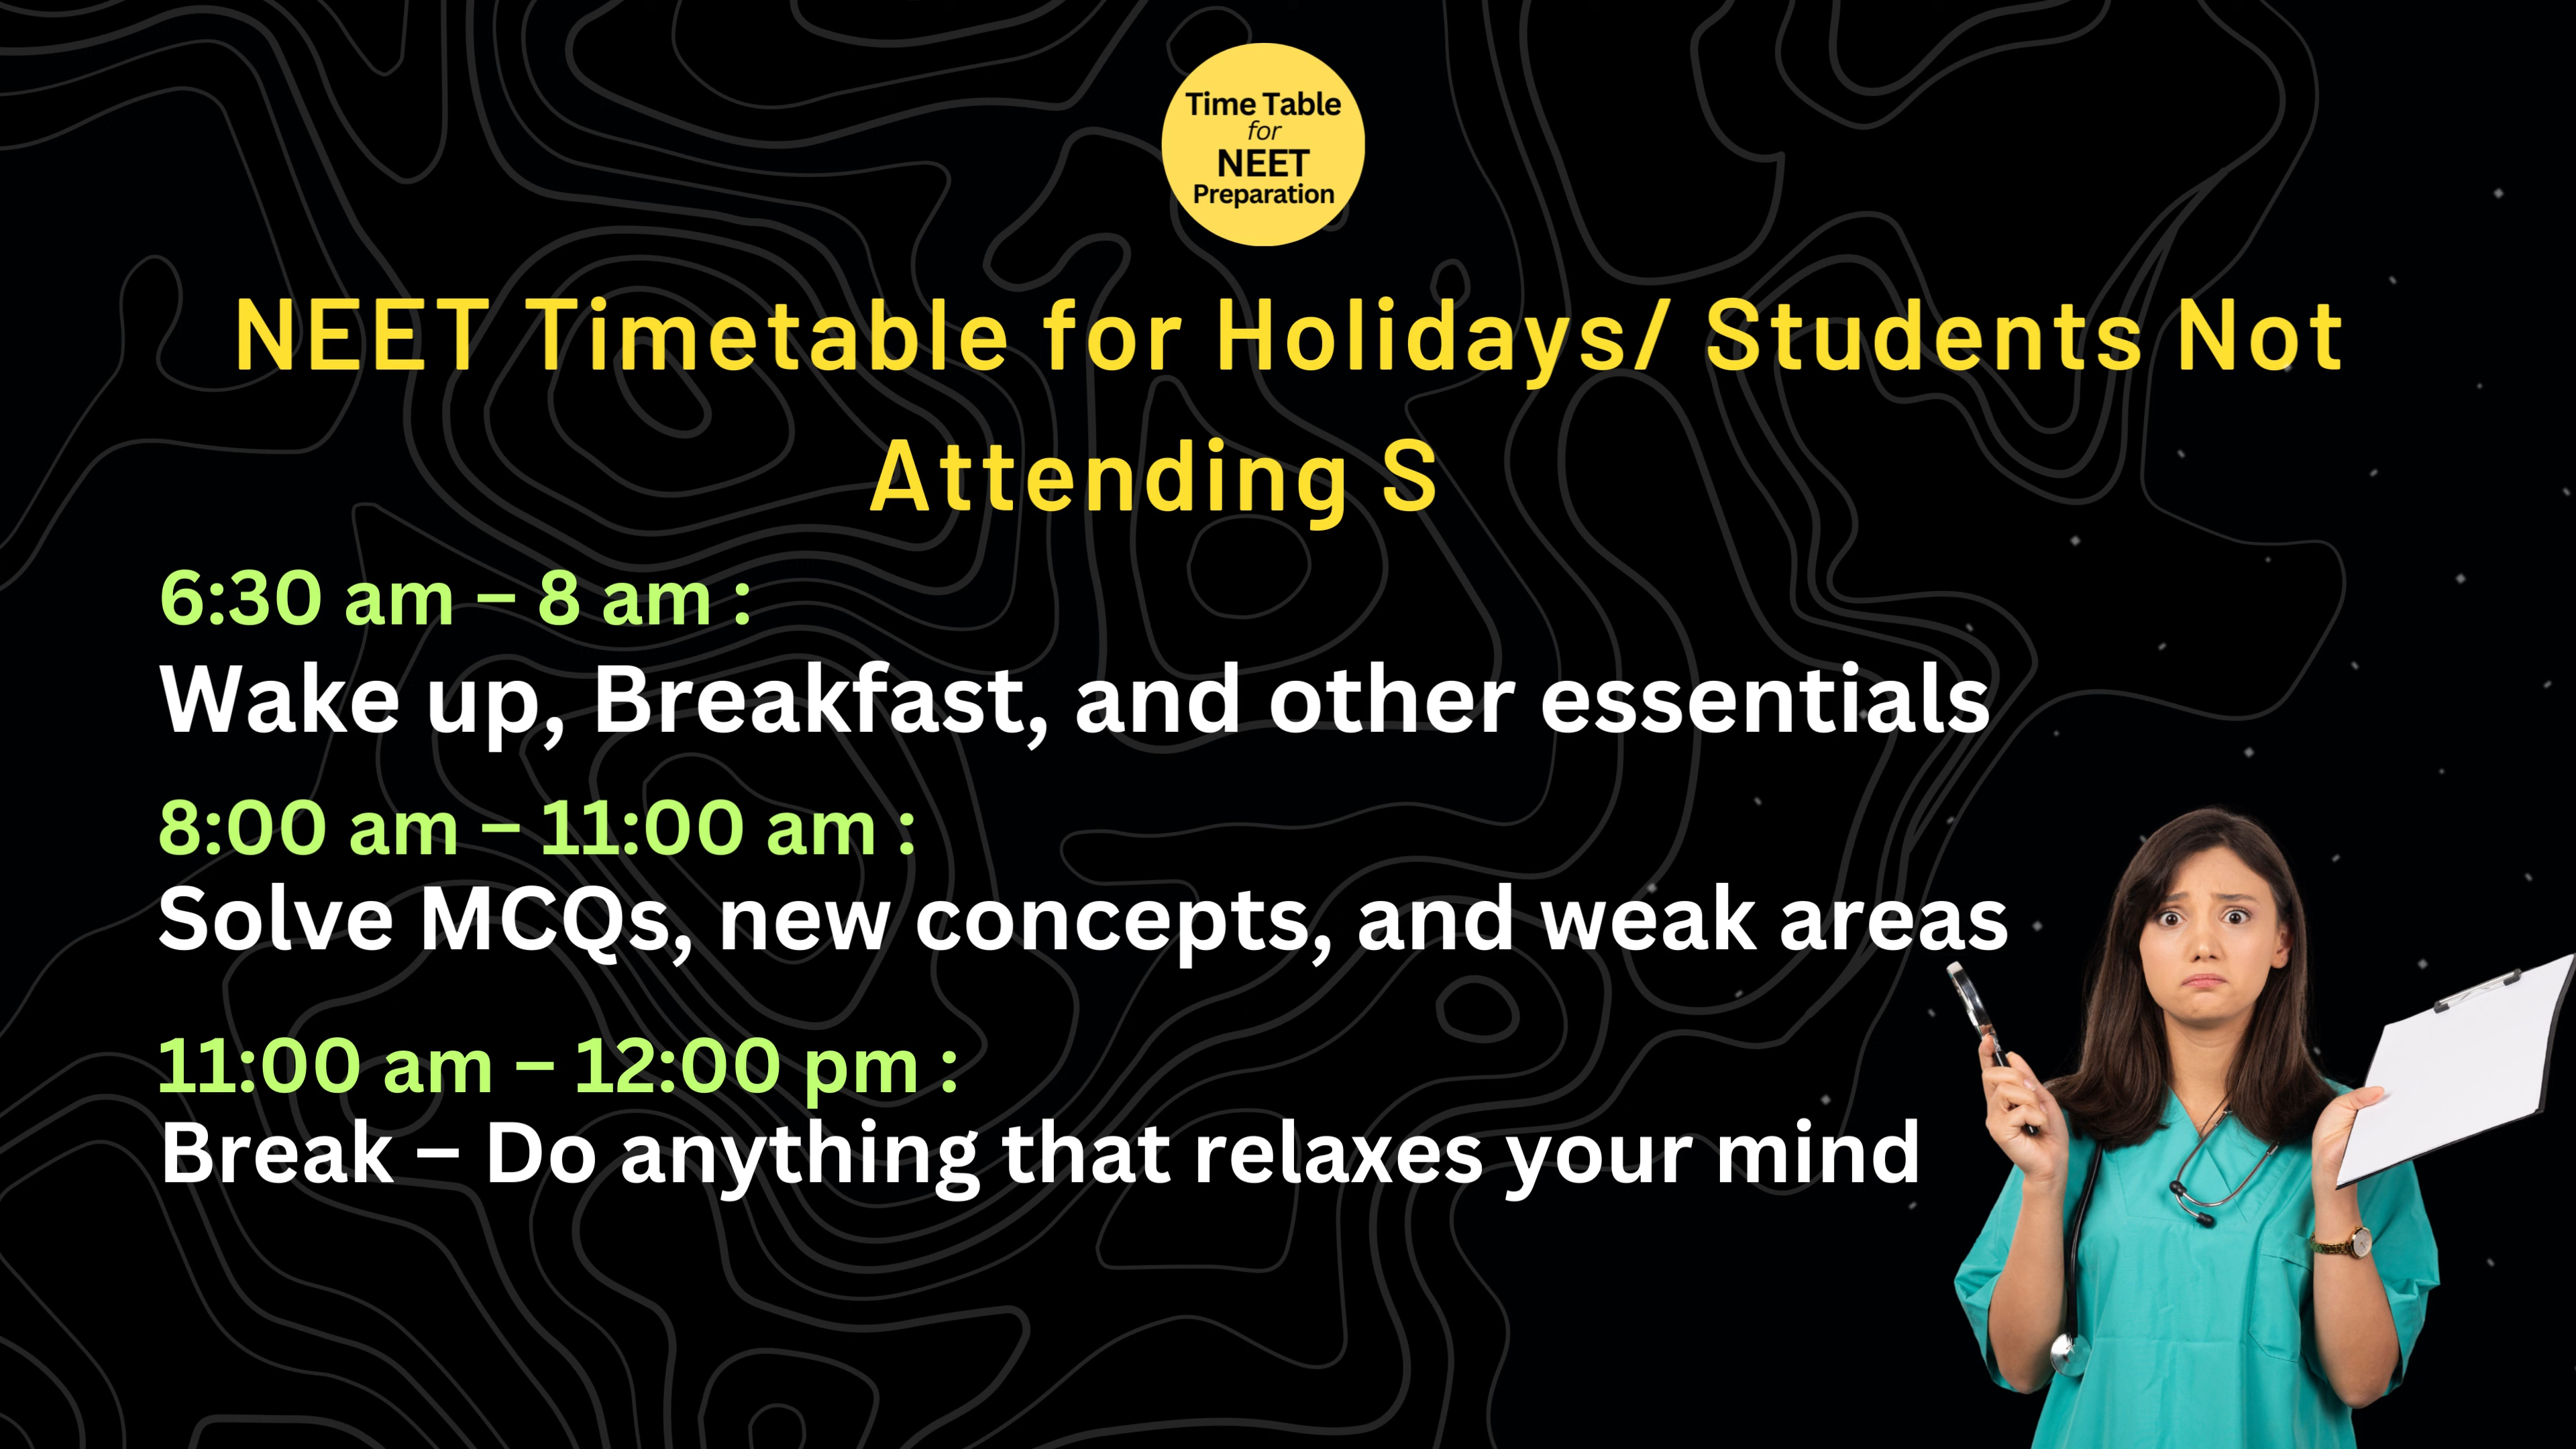 Time Table
for
NEET
Preparation
NEET Timetable for Holidays/ Students Not
Attending S
6:30 am – 8 am :
Wake up, Breakfast, and other essentials
8:00 am – 11:00 am :
Solve MCQs, new concepts, and weak areas
11:00 am – 12:00 pm :
Break – Do anything that relaxes your mind